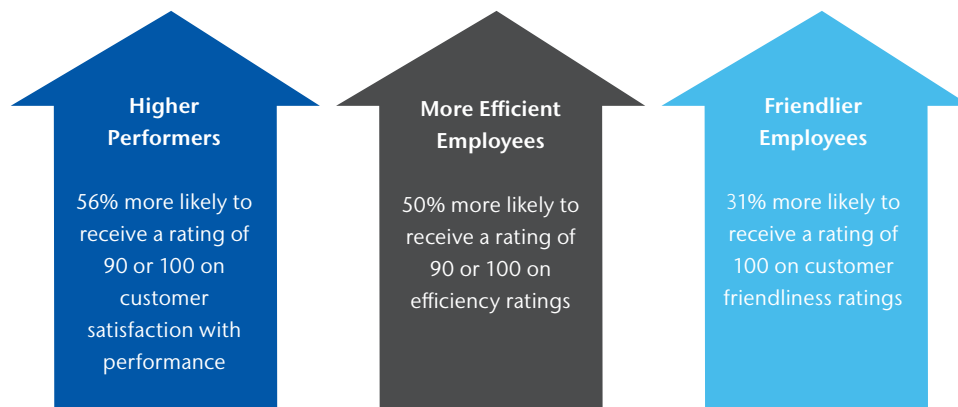 Higher
Performers
56% more likely to
receive a rating of
90 or 100 on
customer
satisfaction with
performance
More Efficient
Employees
50% more likely to
receive a rating of
90 or 100 on
efficiency ratings
Friendlier
Employees
31% more likely to
receive a rating of
100 on customer
friendliness ratings